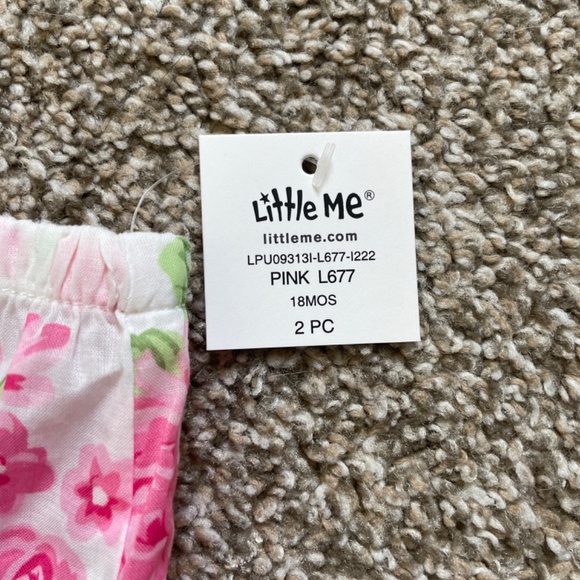 Little Me®
littleme.com
LPU09313I-L677-I222
PINK L677
18MOS
2 PC